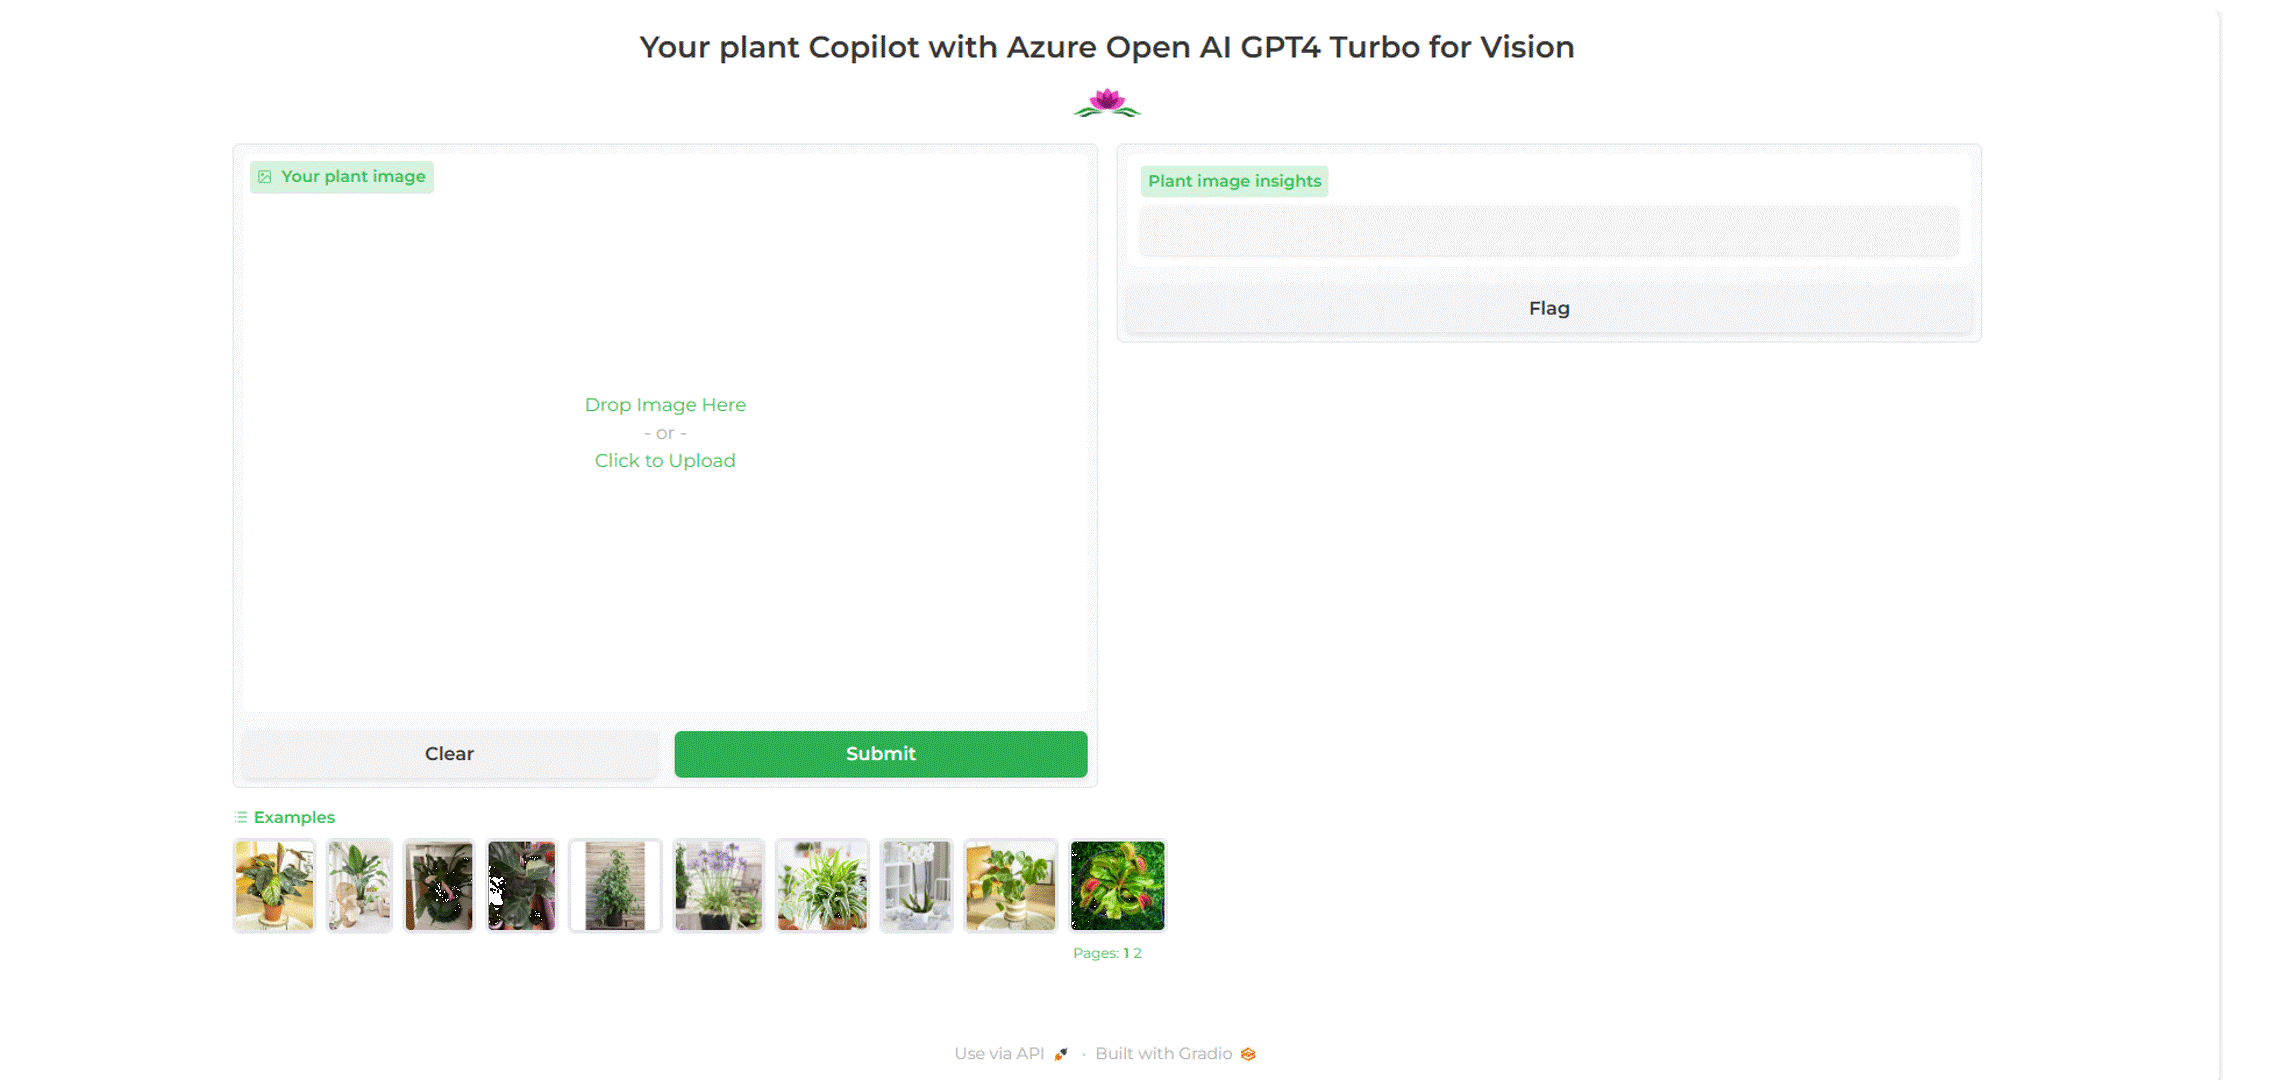 Your plant Copilot with Azure Open AI GPT4 Turbo for Vision
Your plant image
Drop Image Here
- or -
Click to Upload
Clear
Submit
Plant image insights
Flag
Examples
Pages: 1 2
Use via API · Built with Gradio